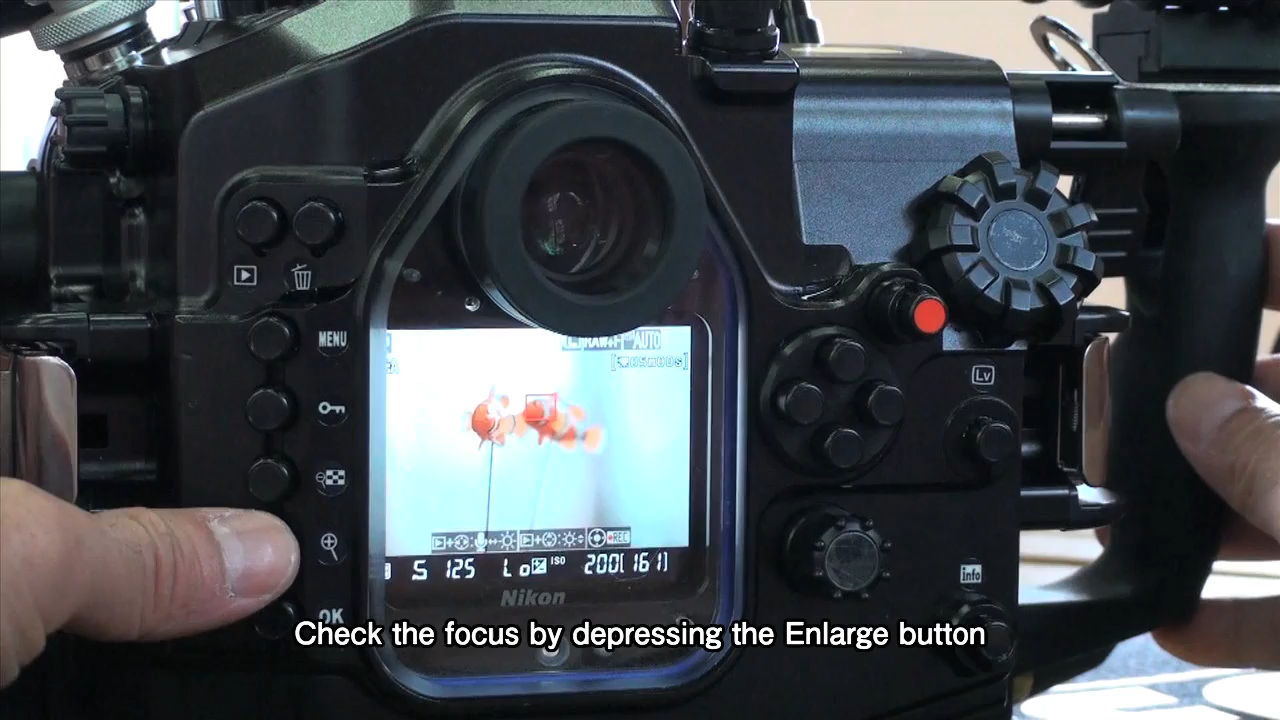 RAW+F AUTO
MENU
Lv
REC
S 125 Lo ISO 200[161]
info
Nikon
OK
Check the focus by depressing the Enlarge button